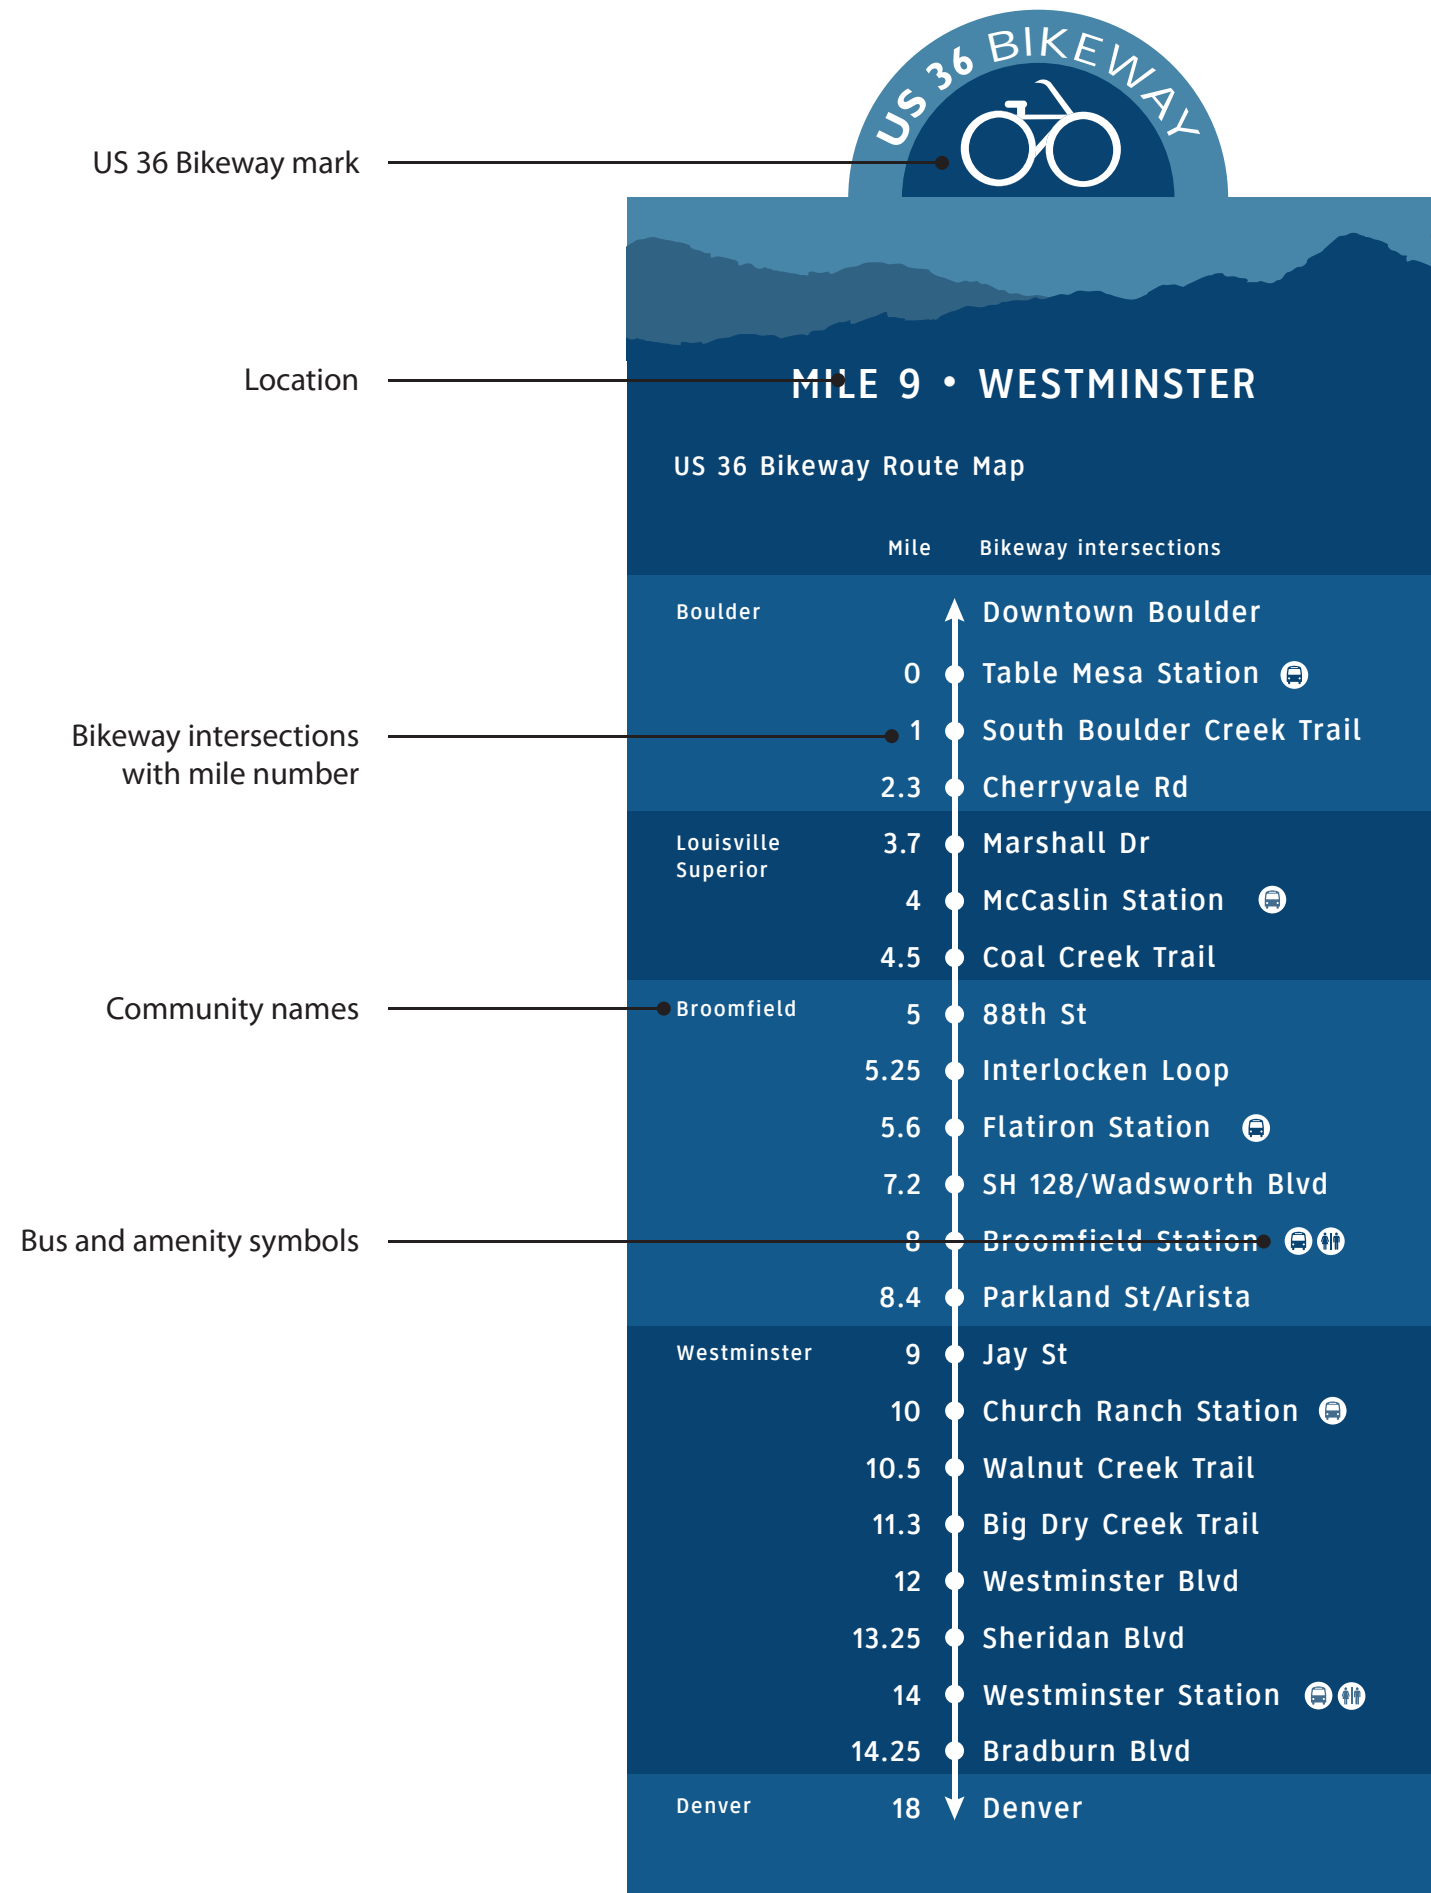 US 36 BIKEWAY
US 36 Bikeway mark
Location
MILE 9 • WESTMINSTER
US 36 Bikeway Route Map
Mile Bikeway intersections
Boulder Downtown Boulder
0 Table Mesa Station
Bikeway intersections
with mile number
1 South Boulder Creek Trail
2.3 Cherryvale Rd
Louisville
Superior
3.7 Marshall Dr
4 McCaslin Station
4.5 Coal Creek Trail
Community names
Broomfield 5 88th St
5.25 Interlocken Loop
5.6 Flatiron Station
7.2 SH 128/Wadsworth Blvd
Bus and amenity symbols
8 Broomfield Station
8.4 Parkland St/Arista
Westminster 9 Jay St
10 Church Ranch Station
10.5 Walnut Creek Trail
11.3 Big Dry Creek Trail
12 Westminster Blvd
13.25 Sheridan Blvd
14 Westminster Station
14.25 Bradburn Blvd
Denver 18 Denver